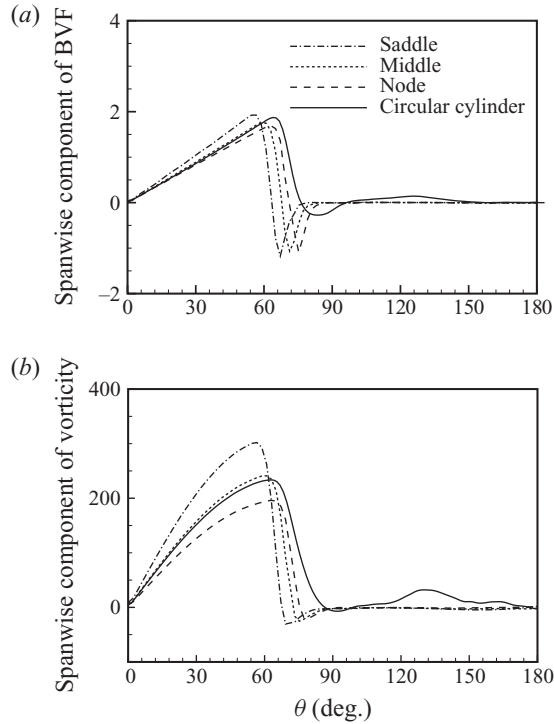 (a)
Spanwise component of BVF
4
2
0
−2
Saddle
Middle
Node
Circular cylinder
0 30 60 90 120 150 180
(b)
Spanwise component of vorticity
400
200
0
0 30 60 90 120 150 180
θ (deg.)